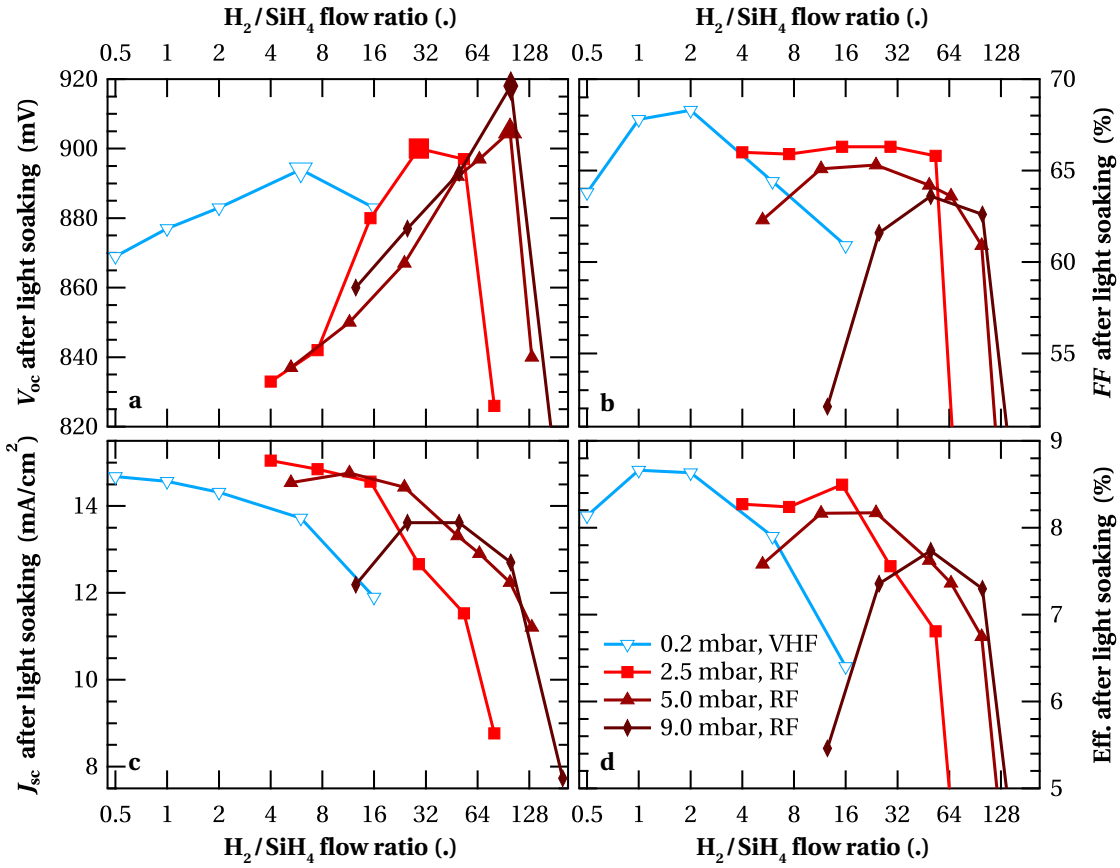 H₂ / SiH₄ flow ratio (.)
H₂ / SiH₄ flow ratio (.)
0.5 1 2 4 8 16 32 64 128
0.5 1 2 4 8 16 32 64 128
V_oc after light soaking (mV)
920
900
880
860
840
820
a
FF after light soaking (%)
70
65
60
55
b
J_sc after light soaking (mA/cm²)
14
12
10
8
c
Eff. after light soaking (%)
9
8
7
6
5
0.2 mbar, VHF
2.5 mbar, RF
5.0 mbar, RF
9.0 mbar, RF
d
0.5 1 2 4 8 16 32 64 128
0.5 1 2 4 8 16 32 64 128
H₂ / SiH₄ flow ratio (.)
H₂ / SiH₄ flow ratio (.)